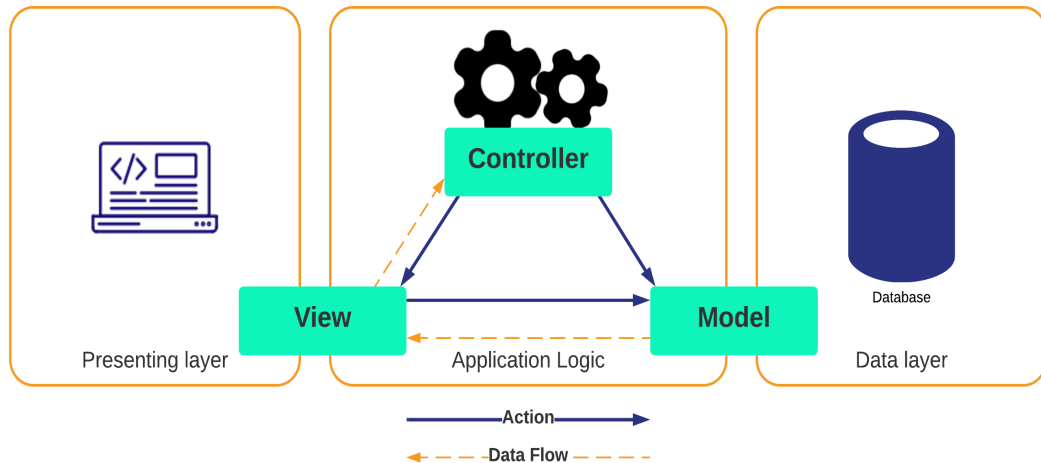 Controller
</>
View
Model
Database
Presenting layer
Application Logic
Data layer
Action
Data Flow